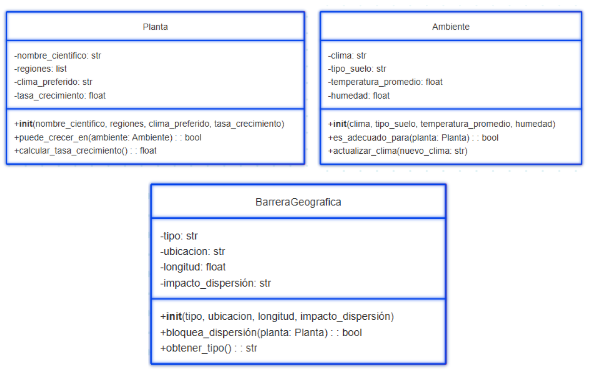 Planta
-nombre_cientifico: str
-regiones: list
-clima_preferido: str
-tasa_crecimiento: float
+init(nombre_cientifico, regiones, clima_preferido, tasa_crecimiento)
+puede_crecer_en(ambiente: Ambiente) : : bool
+calcular_tasa_crecimiento() : : float
Ambiente
-clima: str
-tipo_suelo: str
-temperatura_promedio: float
-humedad: float
+init(clima, tipo_suelo, temperatura_promedio, humedad)
+es_adecuado_para(planta: Planta) : : bool
+actualizar_clima(nuevo_clima: str)
BarreraGeografica
-tipo: str
-ubicacion: str
-longitud: float
-impacto_dispersión: str
+init(tipo, ubicacion, longitud, impacto_dispersión)
+bloquea_dispersión(planta: Planta) : : bool
+obtener_tipo() : : str